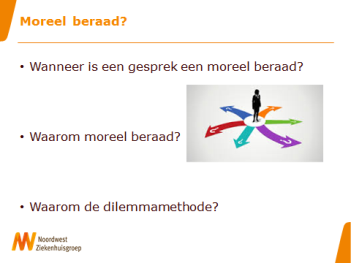 Moreel beraad?
• Wanneer is een gesprek een moreel beraad?
• Waarom moreel beraad?
• Waarom de dilemmamethode?
Noordwest
Ziekenhuisgroep